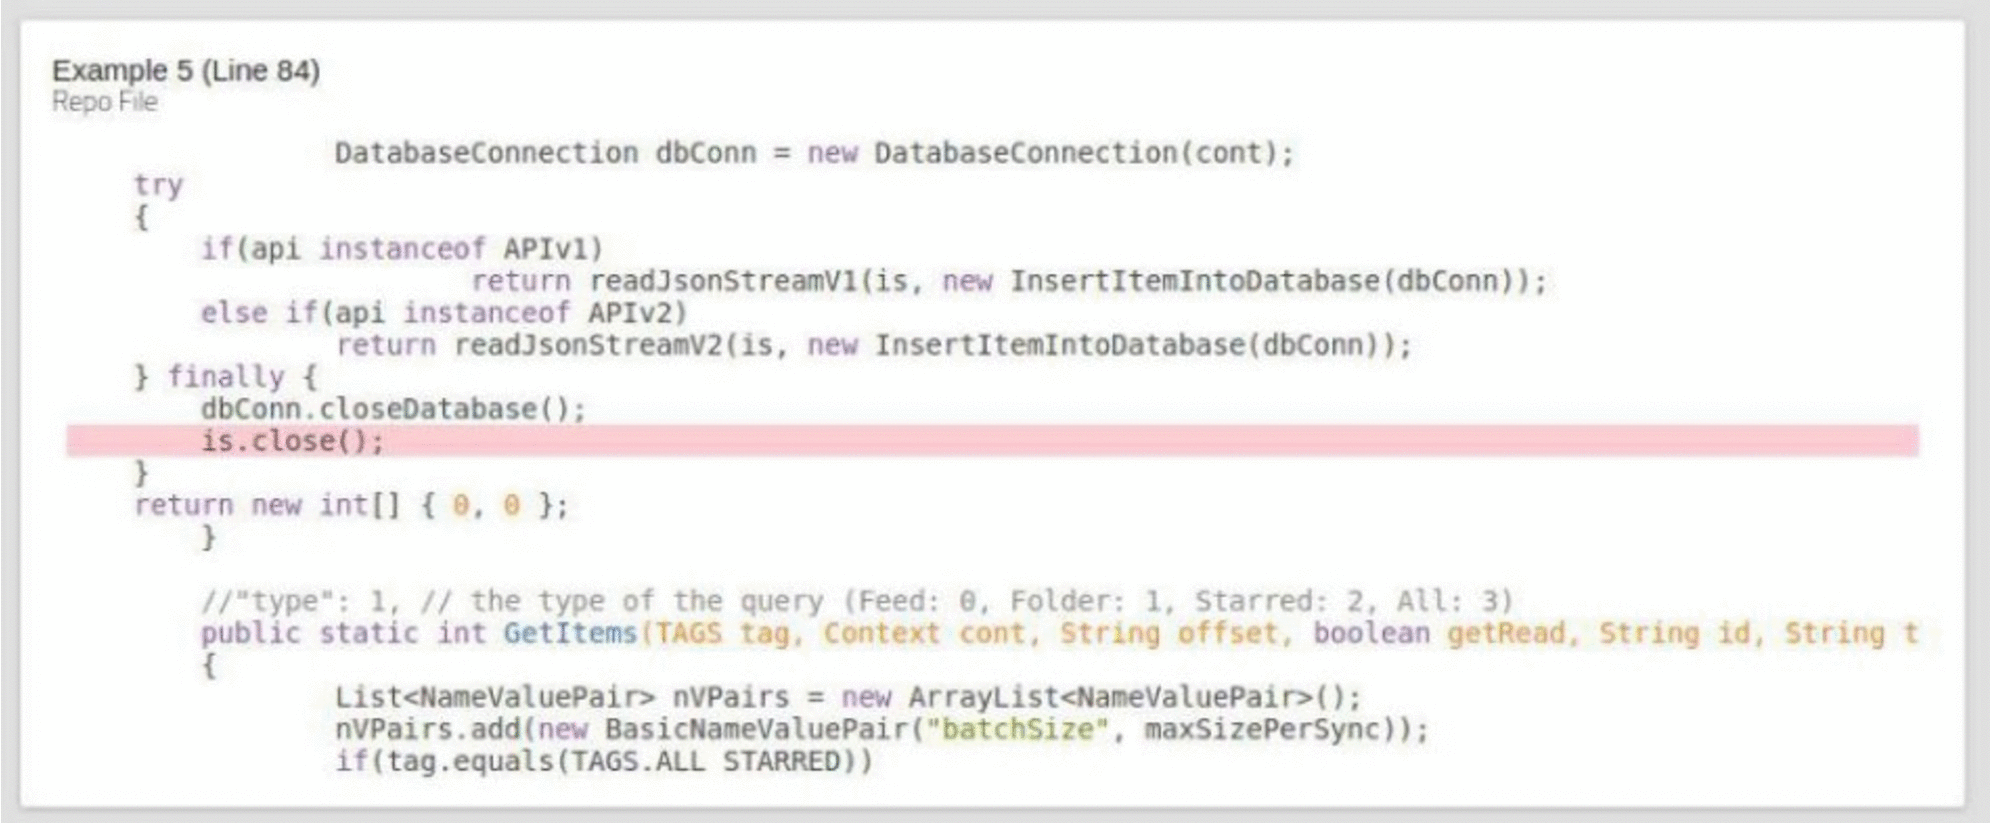 Example 5 (Line 84)
Repo File
DatabaseConnection dbConn = new DatabaseConnection(cont);
try
{
if(api instanceof APIv1)
return readJsonStreamV1(is, new InsertItemIntoDatabase(dbConn));
else if(api instanceof APIv2)
return readJsonStreamV2(is, new InsertItemIntoDatabase(dbConn));
} finally {
dbConn.closeDatabase();
is.close();
}
return new int[] { 0, 0 };
}
//"type": 1, // the type of the query (Feed: 0, Folder: 1, Starred: 2, All: 3)
public static int GetItems(TAGS tag, Context cont, String offset, boolean getRead, String id, String t
{
List<NameValuePair> nVPairs = new ArrayList<NameValuePair>();
nVPairs.add(new BasicNameValuePair("batchSize", maxSizePerSync));
if(tag.equals(TAGS.ALL STARRED))